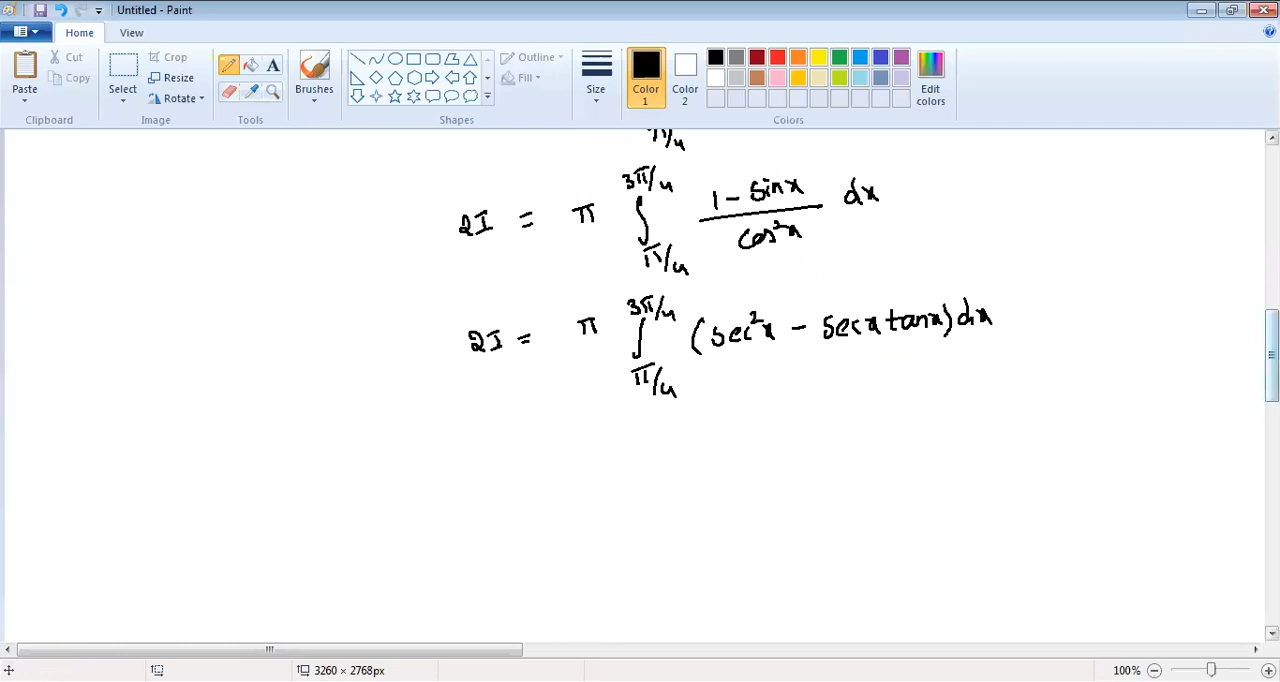 Untitled - Paint
Home View
Paste
Cut
Copy
Clipboard
Select
Crop
Resize
Rotate
Image
A
Tools
Brushes
Outline
Fill
Shapes
Size
Color 1
Color 2
Edit colors
Colors
π/4
2I = π ∫_{π/4}^{3π/4} (1 - sinx)/(cos²x) dx
2I = π ∫_{π/4}^{3π/4} (sec²x - secx tanx) dx
3260 × 2768px
100%